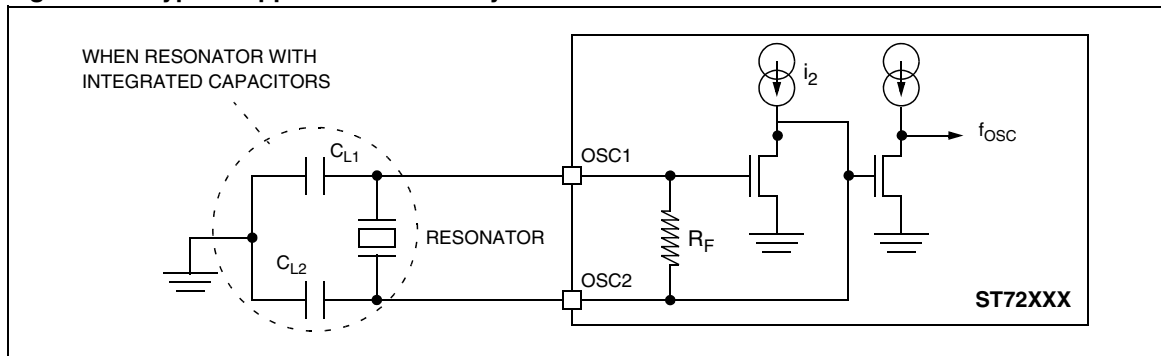 WHEN RESONATOR WITH
INTEGRATED CAPACITORS
i2
fOSC
CL1
OSC1
RESONATOR
RF
CL2
OSC2
ST72XXX